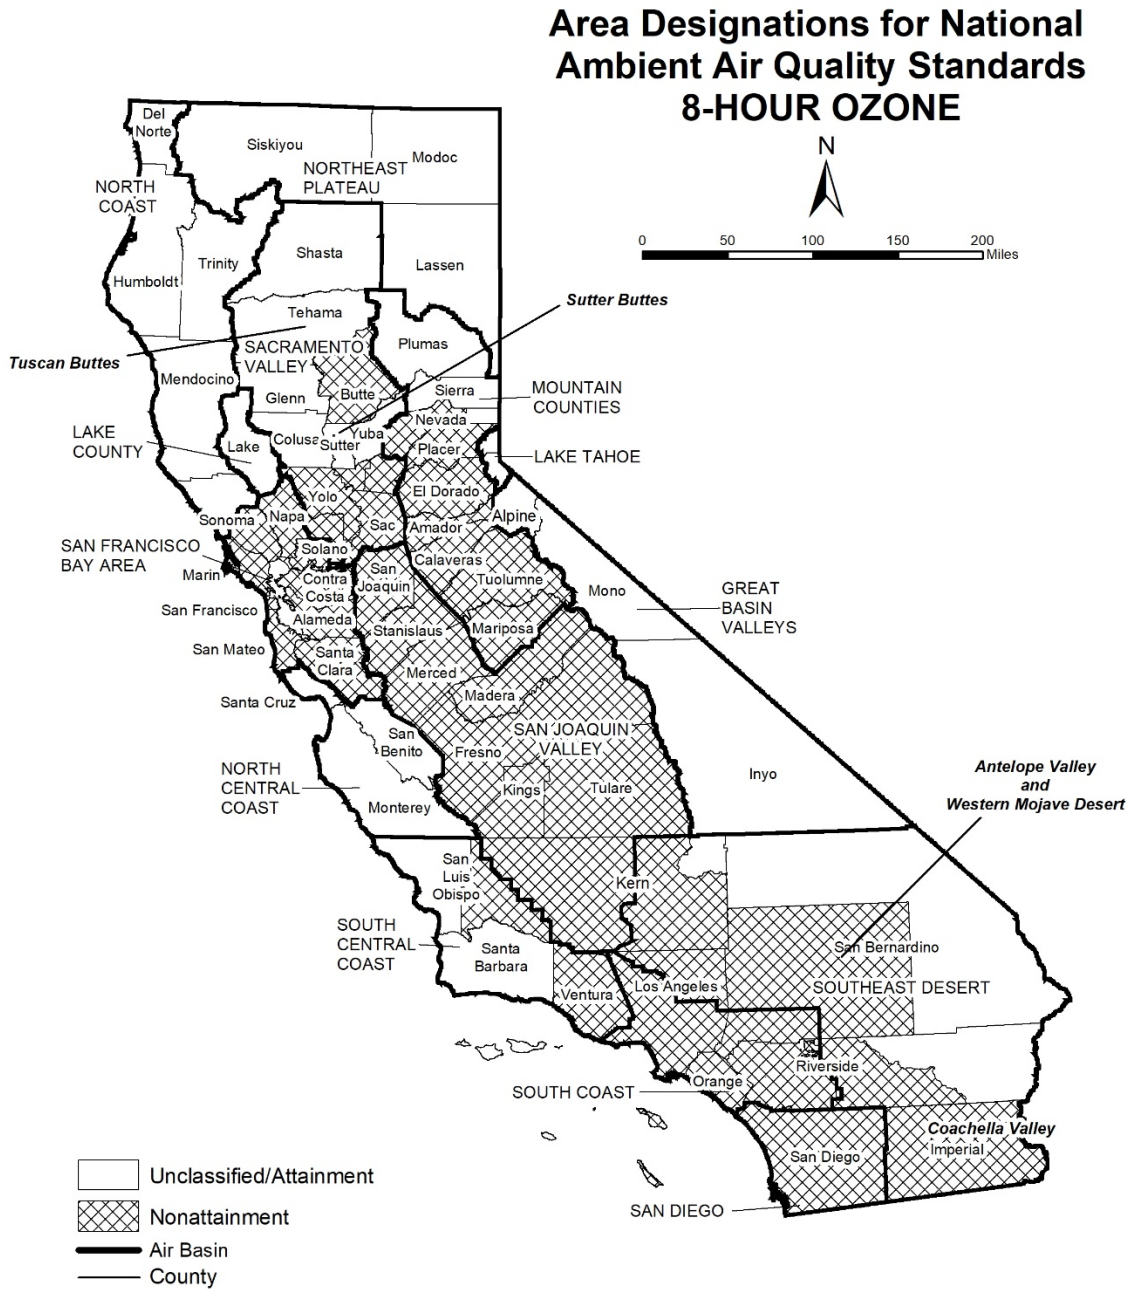 Area Designations for National
Ambient Air Quality Standards
8-HOUR OZONE
N
0 50 100 150 200
Miles
Del
Norte
Siskiyou
Modoc
NORTHEAST
PLATEAU
NORTH
COAST
Shasta
Trinity
Lassen
Humboldt
Sutter Buttes
Tehama
Tuscan Buttes
SACRAMENTO
VALLEY
Plumas
Mendocino
Butte
Sierra
MOUNTAIN
COUNTIES
Glenn
Nevada
LAKE
COUNTY
Lake
Colusa
Sutter
Yuba
Placer
LAKE TAHOE
Yolo
El Dorado
Sonoma
Napa
Sac
Amador
Alpine
SAN FRANCISCO
BAY AREA
Solano
Calaveras
Marin
Contra
Costa
San
Joaquin
Tuolumne
Mono
GREAT
BASIN
VALLEYS
San Francisco
Alameda
Stanislaus
Mariposa
San Mateo
Santa
Clara
Merced
Madera
Santa Cruz
San
Benito
SAN JOAQUIN
VALLEY
Fresno
NORTH
CENTRAL
COAST
Kings
Tulare
Inyo
Antelope Valley
and
Western Mojave Desert
Monterey
San
Luis
Obispo
Kern
SOUTH
CENTRAL
COAST
Santa
Barbara
San Bernardino
Ventura
Los Angeles
SOUTHEAST DESERT
Riverside
SOUTH COAST
Orange
Coachella Valley
Imperial
San Diego
SAN DIEGO
Unclassified/Attainment
Nonattainment
Air Basin
County